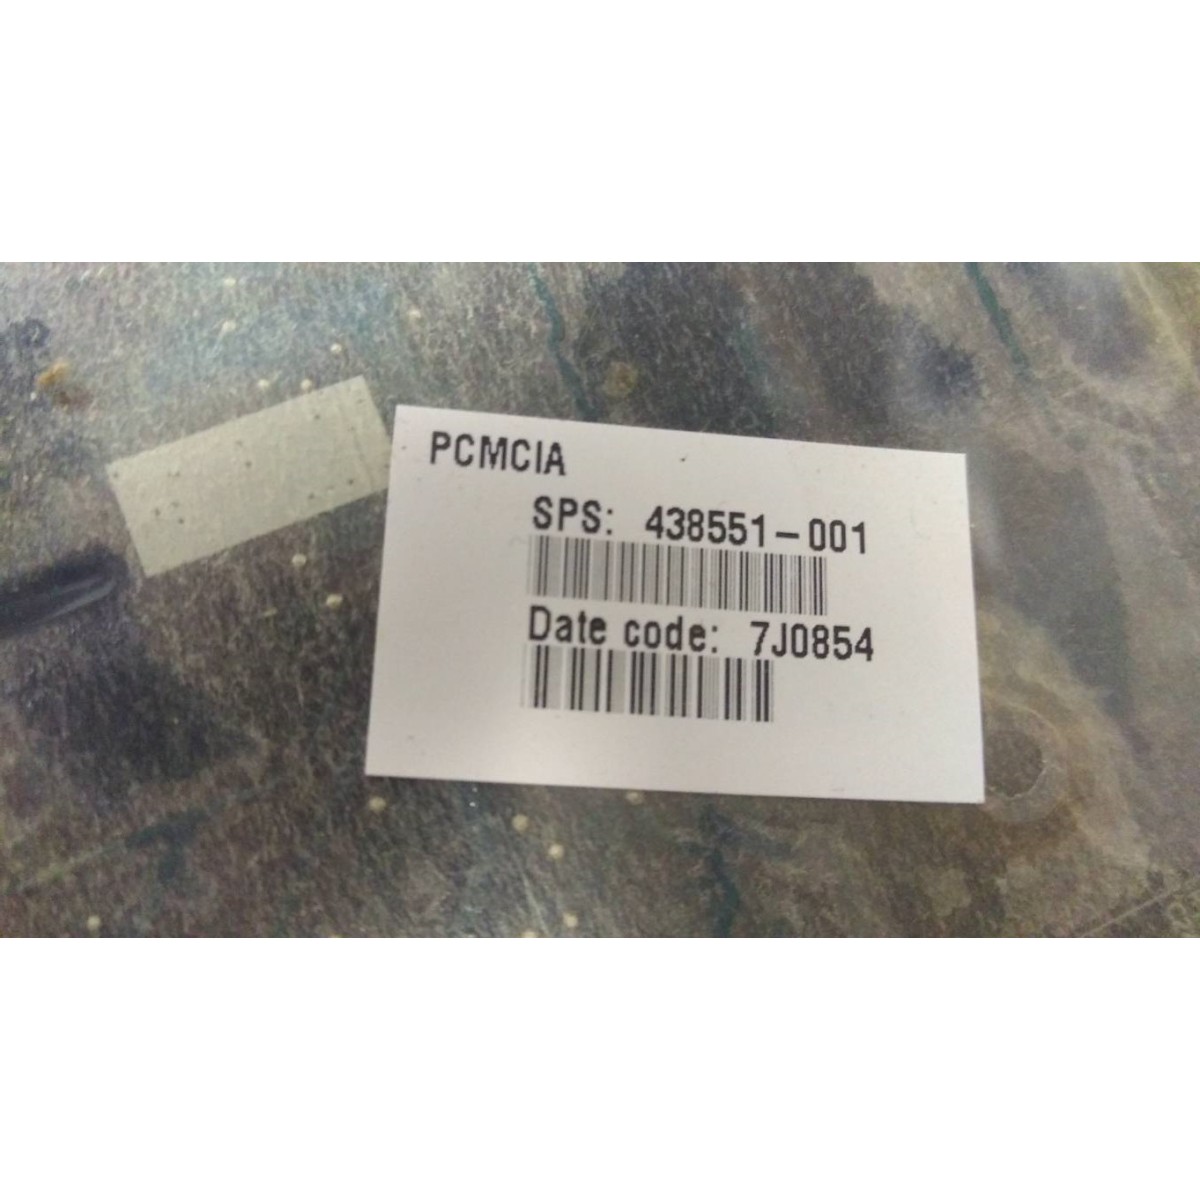 PCMCIA
SPS: 438551-001
Date code: 7J0854